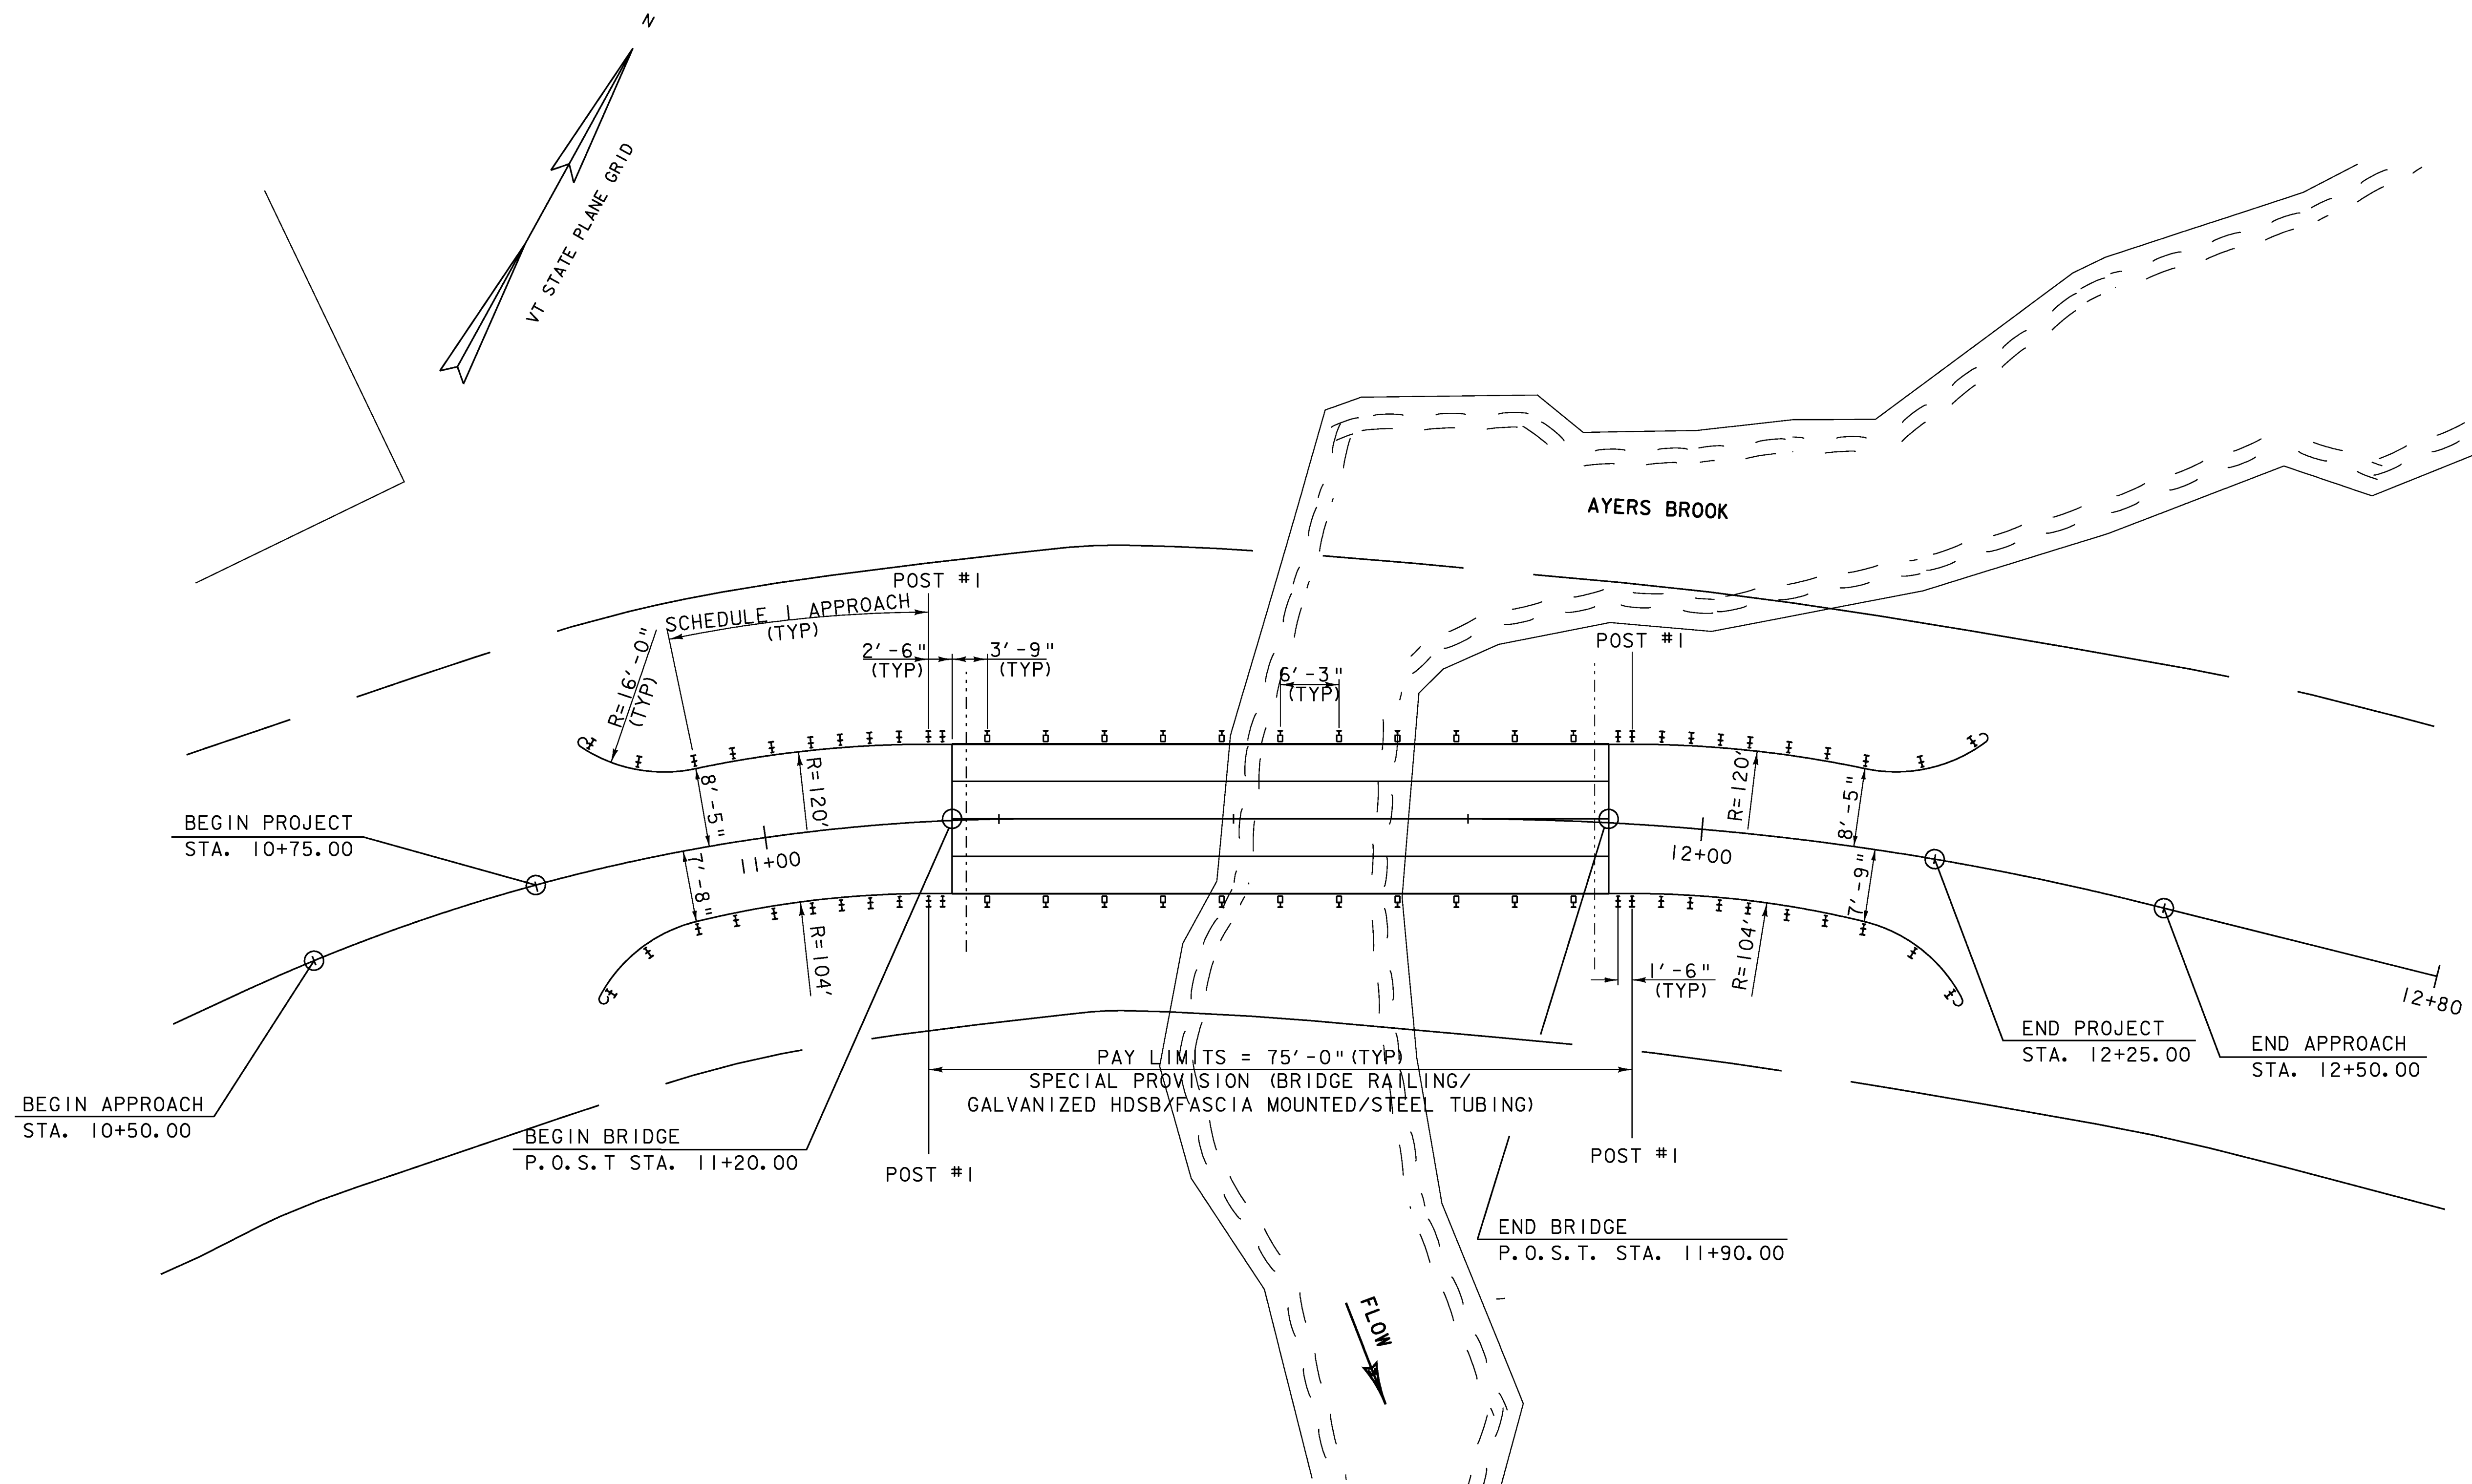 N
VT STATE PLANE GRID
AYERS BROOK
POST #1
SCHEDULE 1 APPROACH
(TYP)
R=16'-0"
(TYP)
2'-6"
(TYP)
3'-9"
(TYP)
6'-3"
(TYP)
POST #1
8'-5"
R=120'
R=120'
8'-5"
BEGIN PROJECT
STA. 10+75.00
11+00
12+00
7'-8"
R=104'
R=104'
7'-9"
1'-6"
(TYP)
12+80
END PROJECT
STA. 12+25.00
END APPROACH
STA. 12+50.00
PAY LIMITS = 75'-0"(TYP)
SPECIAL PROVISION (BRIDGE RAILING/
GALVANIZED HDSB/FASCIA MOUNTED/STEEL TUBING)
BEGIN APPROACH
STA. 10+50.00
BEGIN BRIDGE
P.O.S.T STA. 11+20.00
POST #1
POST #1
END BRIDGE
P.O.S.T. STA. 11+90.00
FLOW